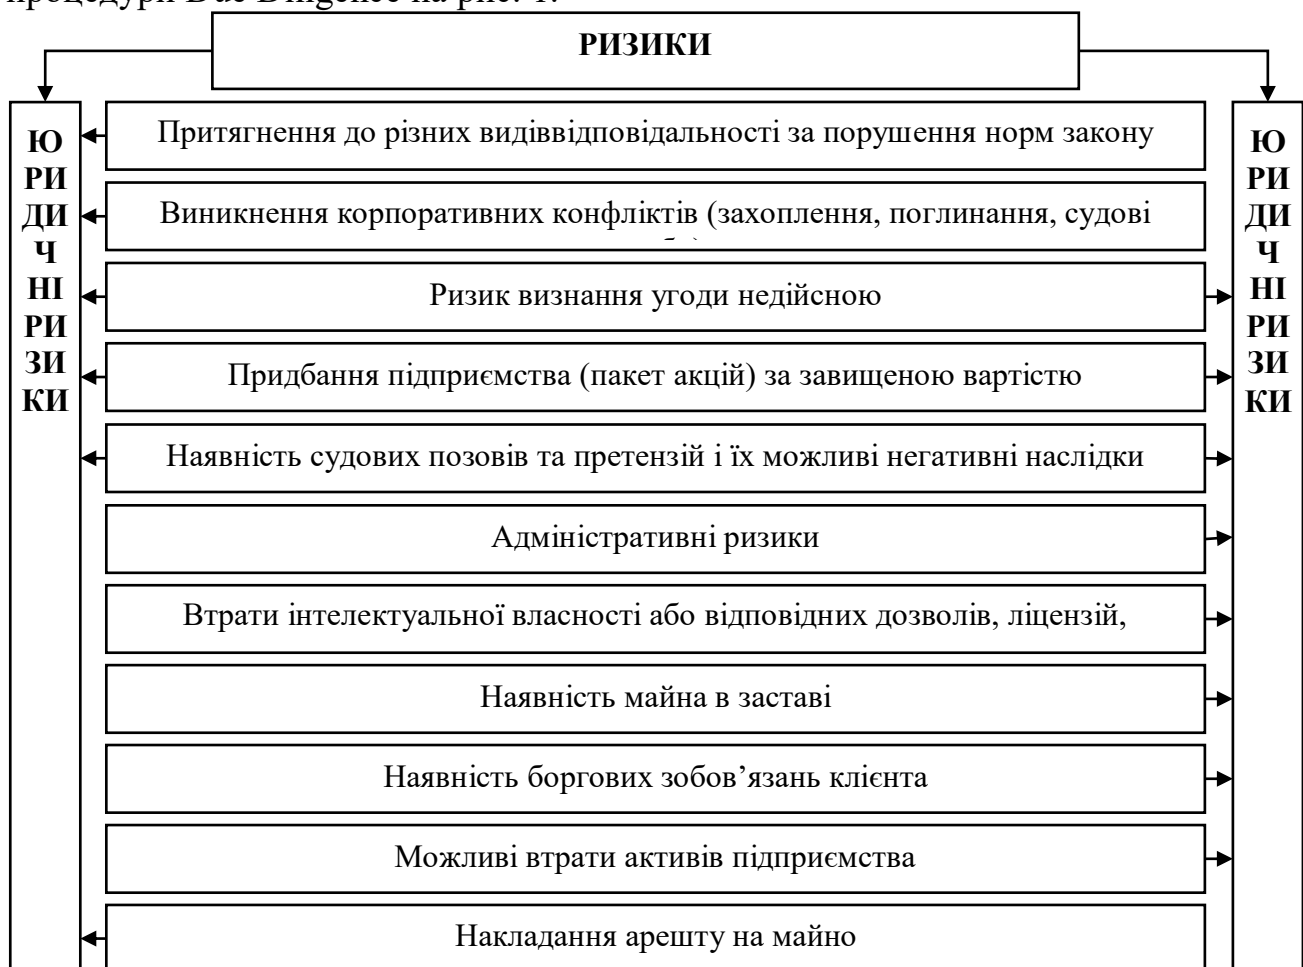 процедури Due Diligence на рис. 1.
РИЗИКИ
ЮРИДИЧНІ РИЗИКИ
Притягнення до різних видіввідповідальності за порушення норм закону
Виникнення корпоративних конфліктів (захоплення, поглинання, судові
Ризик визнання угоди недійсною
Придбання підприємства (пакет акцій) за завищеною вартістю
Наявність судових позовів та претензій і їх можливі негативні наслідки
Адміністративні ризики
Втрати інтелектуальної власності або відповідних дозволів, ліцензій,
Наявність майна в заставі
Наявність боргових зобов’язань клієнта
Можливі втрати активів підприємства
Накладання арешту на майно
ЮРИДИЧНІ РИЗИКИ